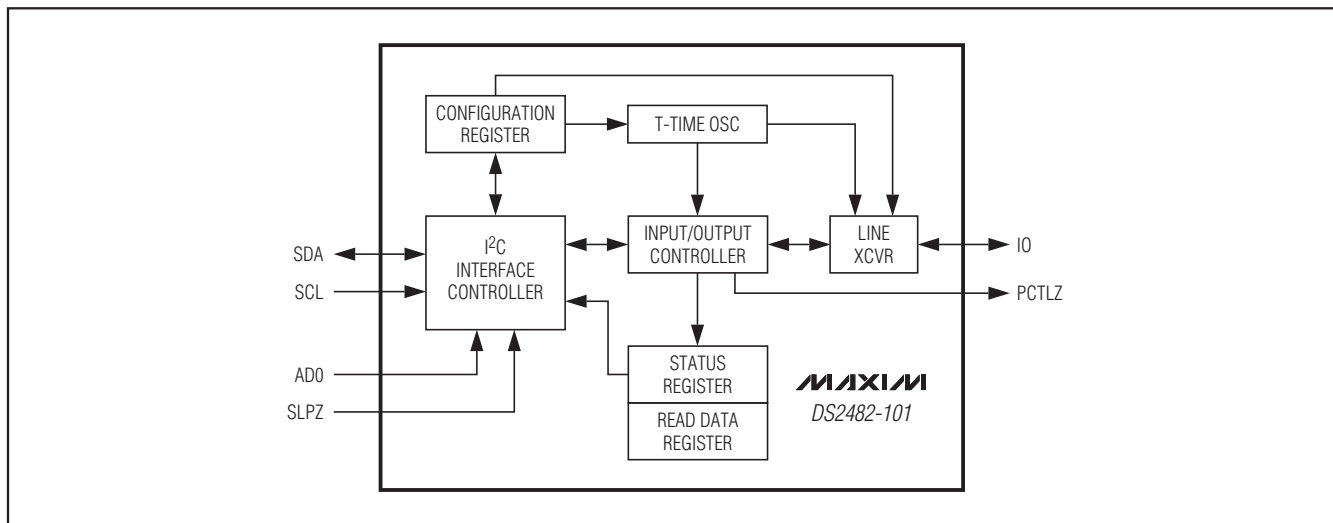 CONFIGURATION
REGISTER
T-TIME OSC
SDA
SCL
AD0
SLPZ
I²C
INTERFACE
CONTROLLER
INPUT/OUTPUT
CONTROLLER
LINE
XCVR
IO
PCTLZ
STATUS
REGISTER
READ DATA
REGISTER
MAXIM
DS2482-101